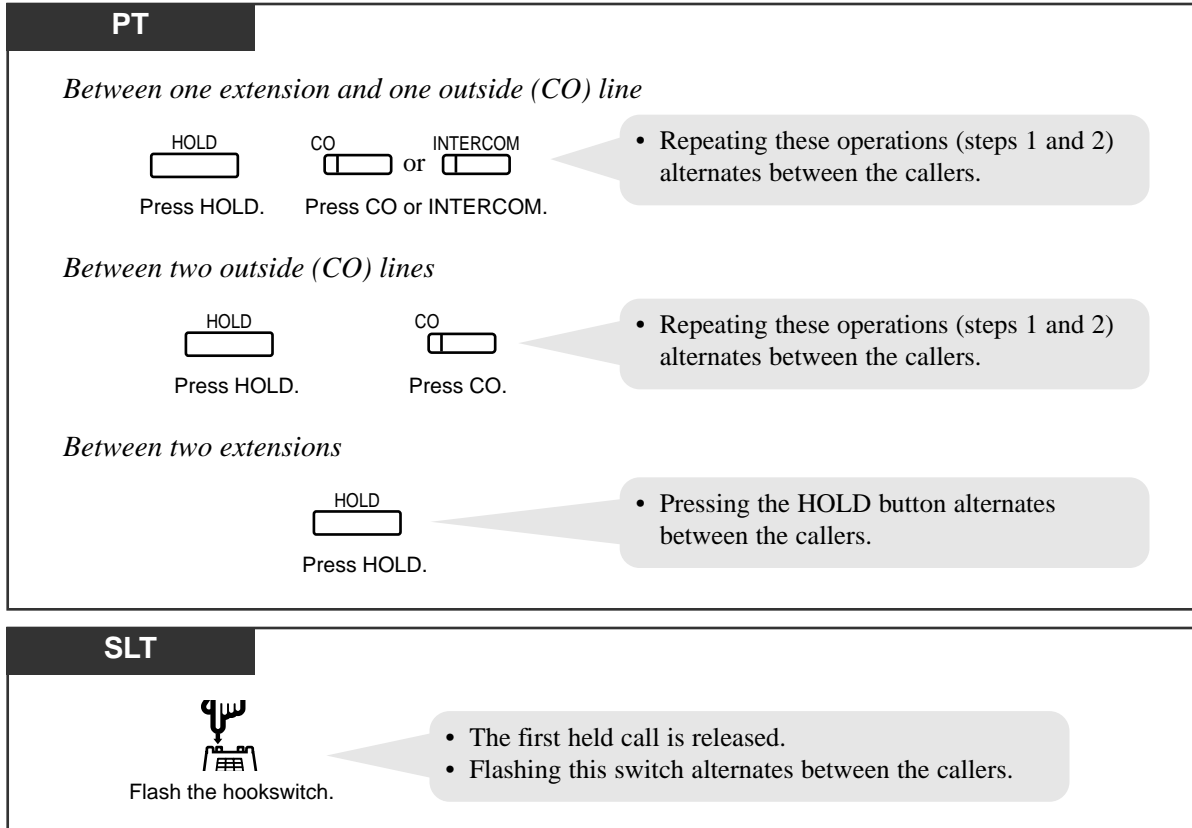 PT
Between one extension and one outside (CO) line
HOLD
CO
or
INTERCOM
Press HOLD.
Press CO or INTERCOM.
• Repeating these operations (steps 1 and 2)
alternates between the callers.
Between two outside (CO) lines
HOLD
CO
Press HOLD.
Press CO.
• Repeating these operations (steps 1 and 2)
alternates between the callers.
Between two extensions
HOLD
Press HOLD.
• Pressing the HOLD button alternates
between the callers.
SLT
Flash the hookswitch.
• The first held call is released.
• Flashing this switch alternates between the callers.